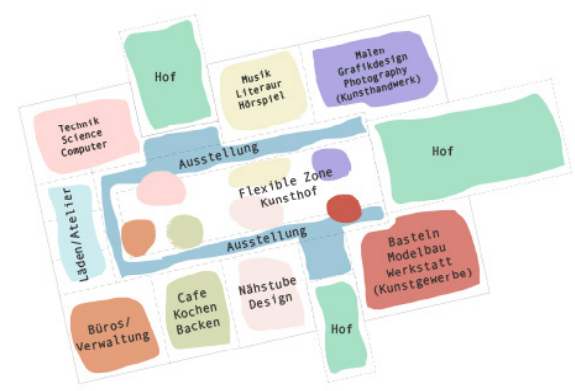 Hof
Musik
Literaur
Hörspiel
Malen
Grafikdesign
Photography
(Kunsthandwerk)
Technik
Science
Computer
Ausstellung
Hof
Flexible Zone
Kunsthof
Läden/Atelier
Ausstellung
Basteln
Modelbau
Werkstatt
(Kunstgewerbe)
Büros/
Verwaltung
Cafe
Kochen
Backen
Nähstube
Design
Hof